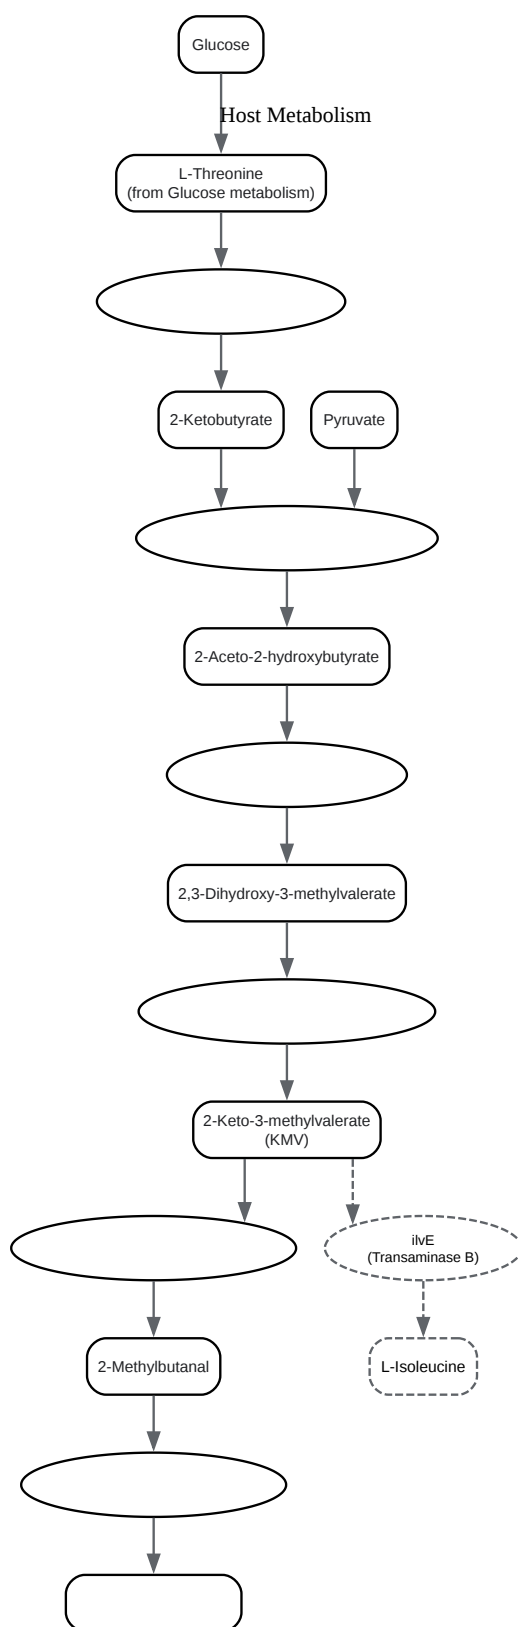 Glucose
Host Metabolism
L-Threonine
(from Glucose metabolism)
2-Ketobutyrate
Pyruvate
2-Aceto-2-hydroxybutyrate
2,3-Dihydroxy-3-methylvalerate
2-Keto-3-methylvalerate
(KMV)
ilvE
(Transaminase B)
2-Methylbutanal
L-Isoleucine